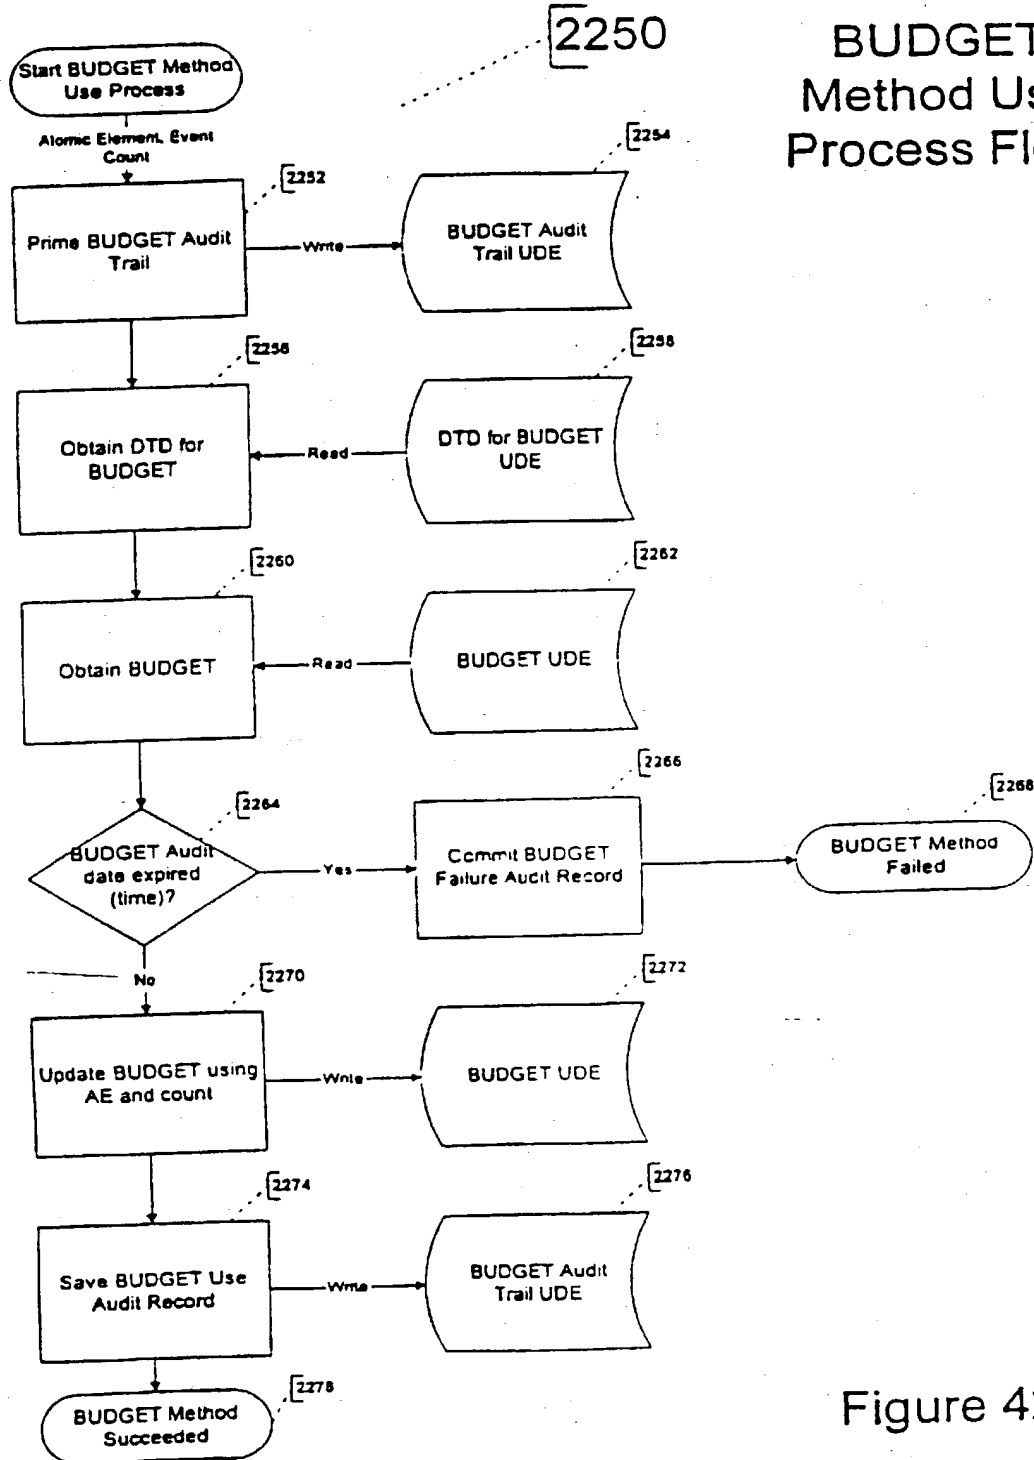 2250
BUDGET
Method Us
Process Fl
Start BUDGET Method
Use Process
Atomic Element, Event
Count
2252
2254
Prime BUDGET Audit
Trail
Write
BUDGET Audit
Trail UDE
2256
2258
Obtain DTD for
BUDGET
Read
DTD for BUDGET
UDE
2260
2262
Obtain BUDGET
Read
BUDGET UDE
2264
2266
2268
BUDGET Audit
date expired
(time)?
Yes
Commit BUDGET
Failure Audit Record
BUDGET Method
Failed
No
2270
2272
Update BUDGET using
AE and count
Write
BUDGET UDE
2274
2276
Save BUDGET Use
Audit Record
Write
BUDGET Audit
Trail UDE
2278
BUDGET Method
Succeeded
Figure 4